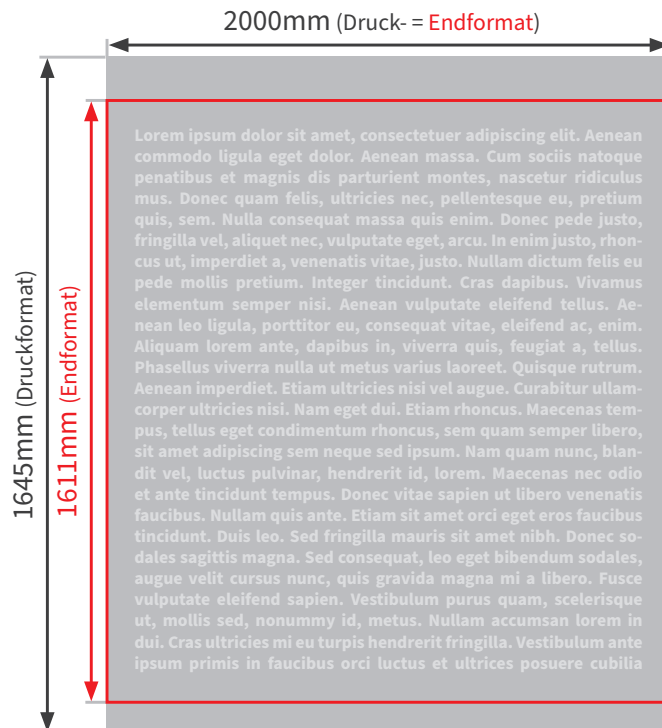 2000mm (Druck- = Endformat)
1645mm (Druckformat)
1611mm (Endformat)
Lorem ipsum dolor sit amet, consectetuer adipiscing elit. Aenean
commodo ligula eget dolor. Aenean massa. Cum sociis natoque
penatibus et magnis dis parturient montes, nascetur ridiculus
mus. Donec quam felis, ultricies nec, pellentesque eu, pretium
quis, sem. Nulla consequat massa quis enim. Donec pede justo,
fringilla vel, aliquet nec, vulputate eget, arcu. In enim justo, rhon-
cus ut, imperdiet a, venenatis vitae, justo. Nullam dictum felis eu
pede mollis pretium. Integer tincidunt. Cras dapibus. Vivamus
elementum semper nisi. Aenean vulputate eleifend tellus. Ae-
nean leo ligula, porttitor eu, consequat vitae, eleifend ac, enim.
Aliquam lorem ante, dapibus in, viverra quis, feugiat a, tellus.
Phasellus viverra nulla ut metus varius laoreet. Quisque rutrum.
Aenean imperdiet. Etiam ultricies nisi vel augue. Curabitur ullam-
corper ultricies nisi. Nam eget dui. Etiam rhoncus. Maecenas tem-
pus, tellus eget condimentum rhoncus, sem quam semper libero,
sit amet adipiscing sem neque sed ipsum. Nam quam nunc, blan-
dit vel, luctus pulvinar, hendrerit id, lorem. Maecenas nec odio
et ante tincidunt tempus. Donec vitae sapien ut libero venenatis
faucibus. Nullam quis ante. Etiam sit amet orci eget eros faucibus
tincidunt. Duis leo. Sed fringilla mauris sit amet nibh. Donec so-
dales sagittis magna. Sed consequat, leo eget bibendum sodales,
augue velit cursus nunc, quis gravida magna mi a libero. Fusce
vulputate eleifend sapien. Vestibulum purus quam, scelerisque
ut, mollis sed, nonummy id, metus. Nullam accumsan lorem in
dui. Cras ultricies mi eu turpis hendrerit fringilla. Vestibulum ante
ipsum primis in faucibus orci luctus et ultrices posuere cubilia